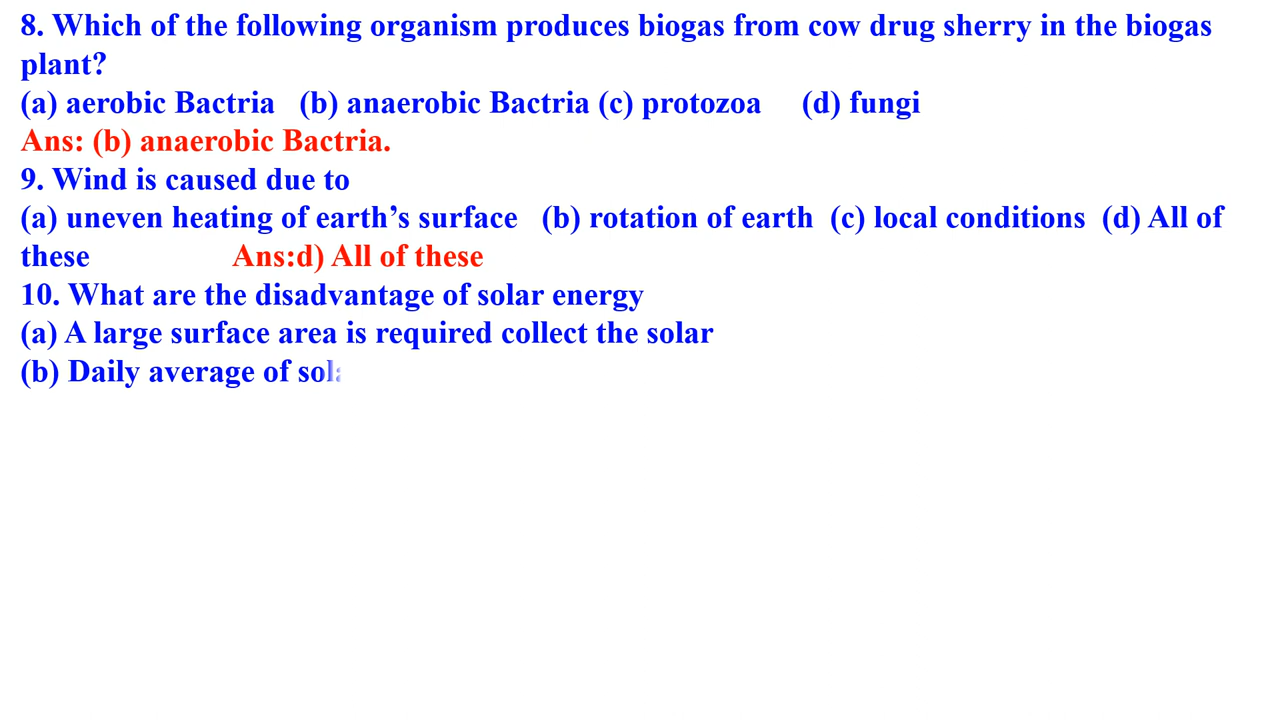 8. Which of the following organism produces biogas from cow drug sherry in the biogas
plant?
(a) aerobic Bactria (b) anaerobic Bactria (c) protozoa (d) fungi
Ans: (b) anaerobic Bactria.
9. Wind is caused due to
(a) uneven heating of earth’s surface (b) rotation of earth (c) local conditions (d) All of
these Ans:d) All of these
10. What are the disadvantage of solar energy
(a) A large surface area is required collect the solar
(b) Daily average of